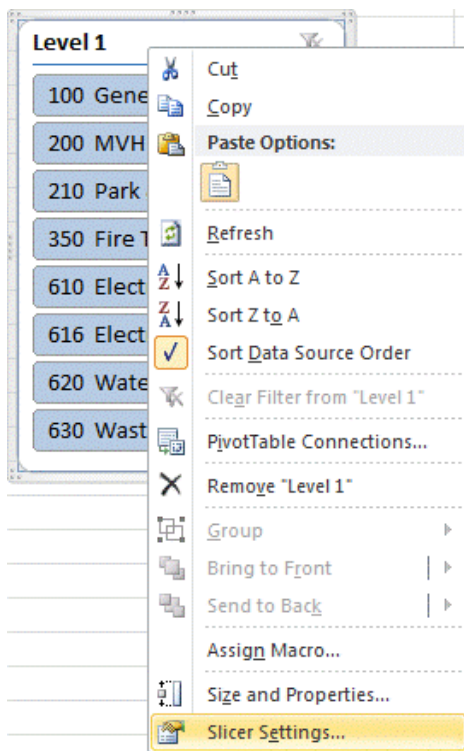 Level 1
100 Gene
200 MVH
210 Park
350 Fire T
610 Elect
616 Elect
620 Wate
630 Wast
Cut
Copy
Paste Options:
Refresh
Sort A to Z
Sort Z to A
Sort Data Source Order
Clear Filter from "Level 1"
PivotTable Connections...
Remove "Level 1"
Group
Bring to Front
Send to Back
Assign Macro...
Size and Properties...
Slicer Settings...